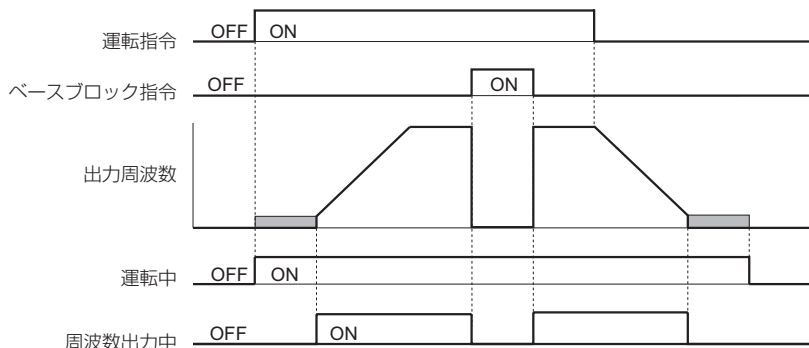 運転指令 OFF ON
ベースブロック指令 OFF ON
出力周波数
運転中 OFF ON
周波数出力中 OFF ON